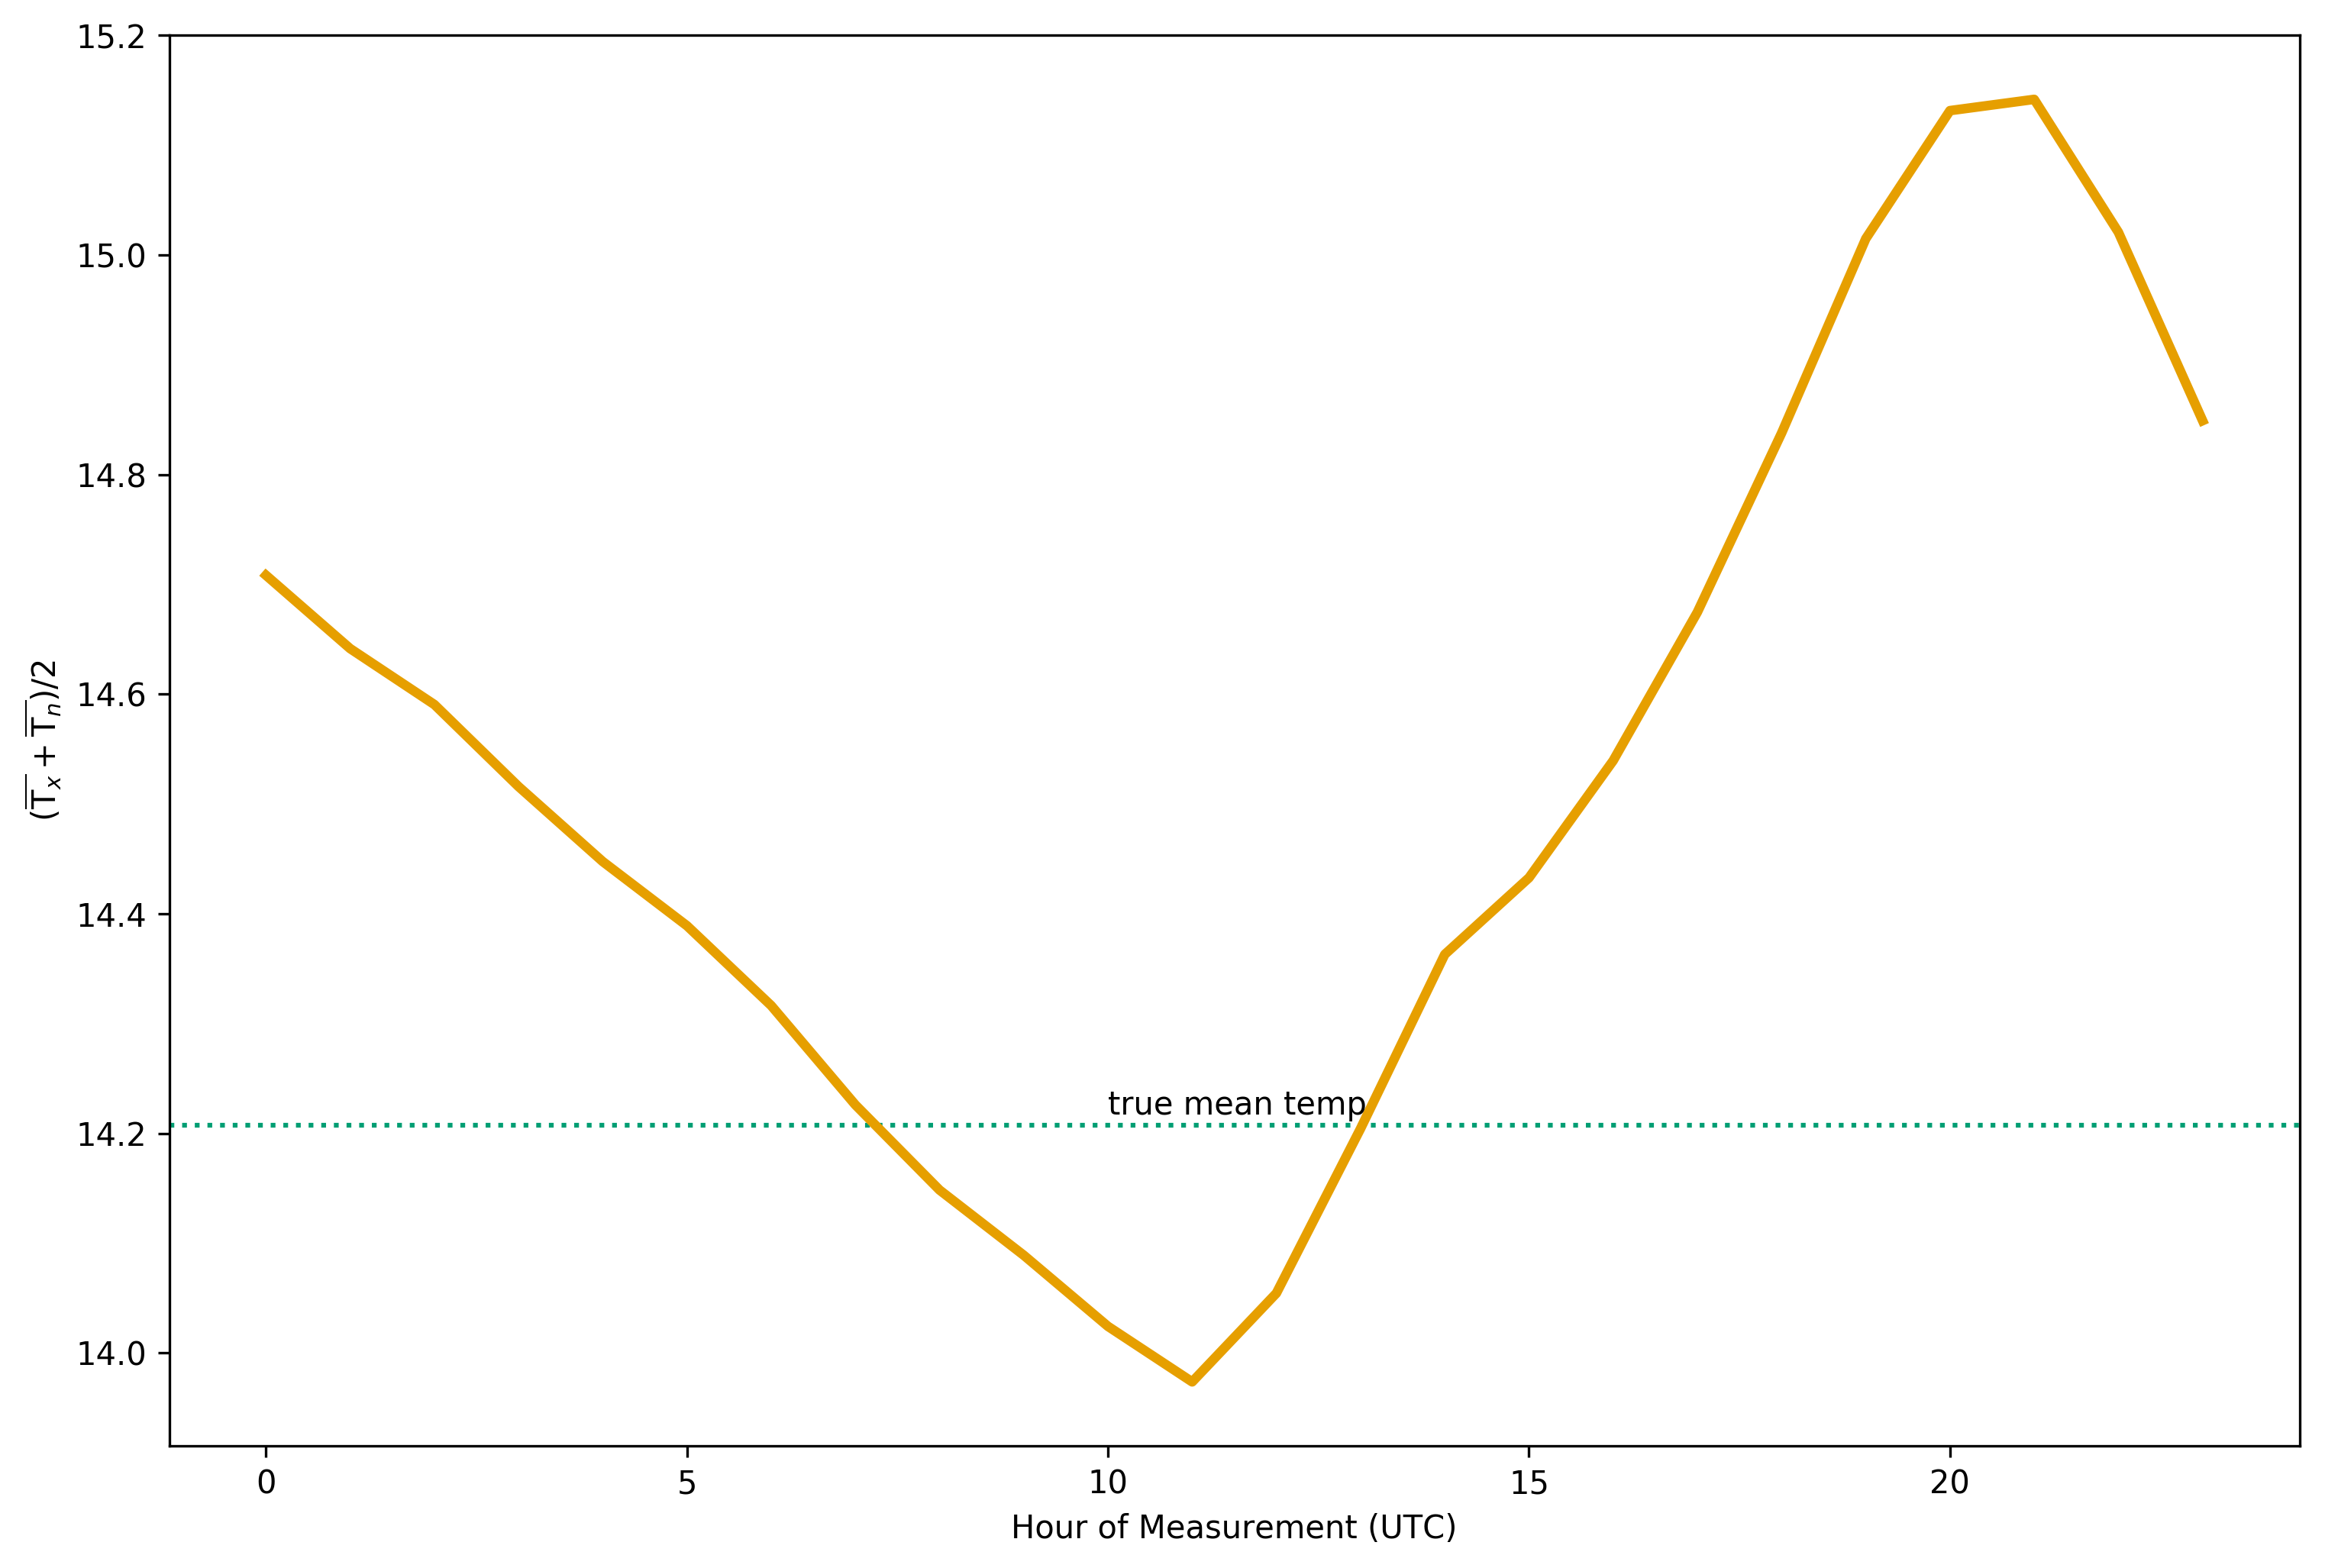 15.2
15.0
14.8
14.6
14.4
14.2
14.0
(T̅ₓ + T̅ₙ)/2
true mean temp
0 5 10 15 20
Hour of Measurement (UTC)